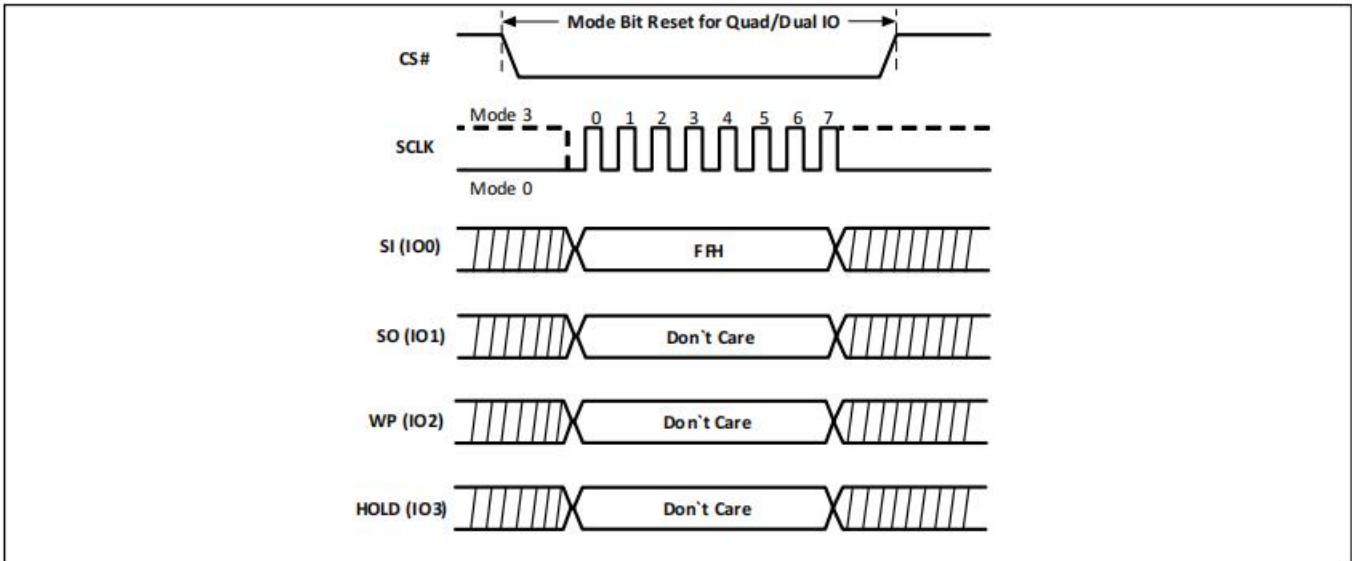 Mode Bit Reset for Quad/Dual IO
CS#
Mode 3
0 1 2 3 4 5 6 7
SCLK
Mode 0
SI (IO0)
FFH
SO (IO1)
Don`t Care
WP (IO2)
Don`t Care
HOLD (IO3)
Don`t Care